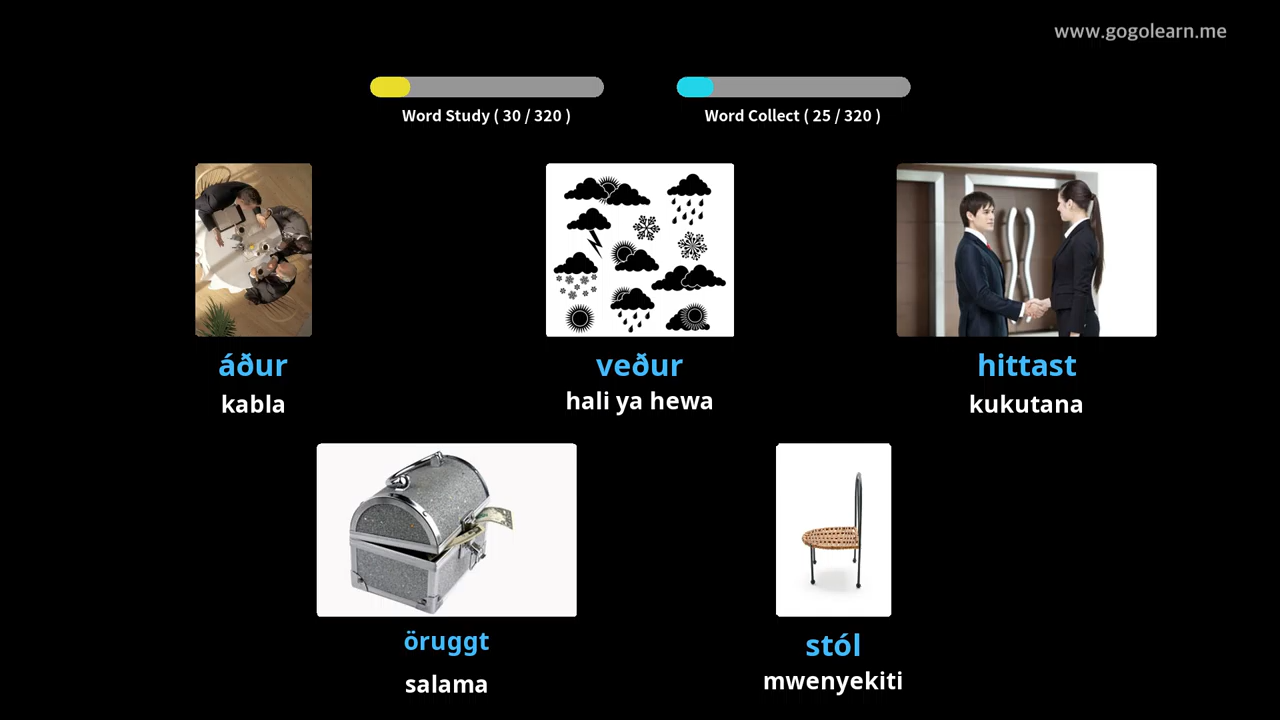 www.gogolearn.me
Word Study ( 30 / 320 )
Word Collect ( 25 / 320 )
áður
kabla
veður
hali ya hewa
hittast
kukutana
öruggt
salama
stól
mwenyekiti